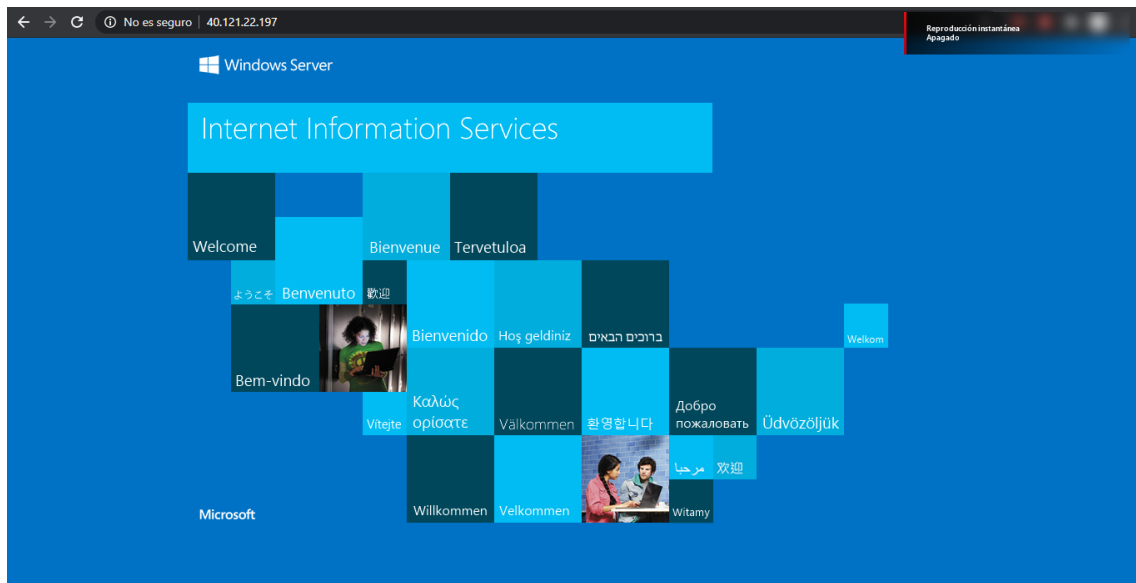 No es seguro | 40.121.22.197
Reproducción instantánea
Apagado
Windows Server
Internet Information Services
Welcome
Bienvenue
Tervetuloa
ようこそ
Benvenuto
歡迎
Bienvenido
Hoş geldiniz
ברוכים הבאים
Welkom
Bem-vindo
Vítejte
Καλώς
ορίσατε
Välkommen
환영합니다
Добро
пожаловать
Üdvözöljük
مرحبا
欢迎
Microsoft
Willkommen
Velkommen
Witamy